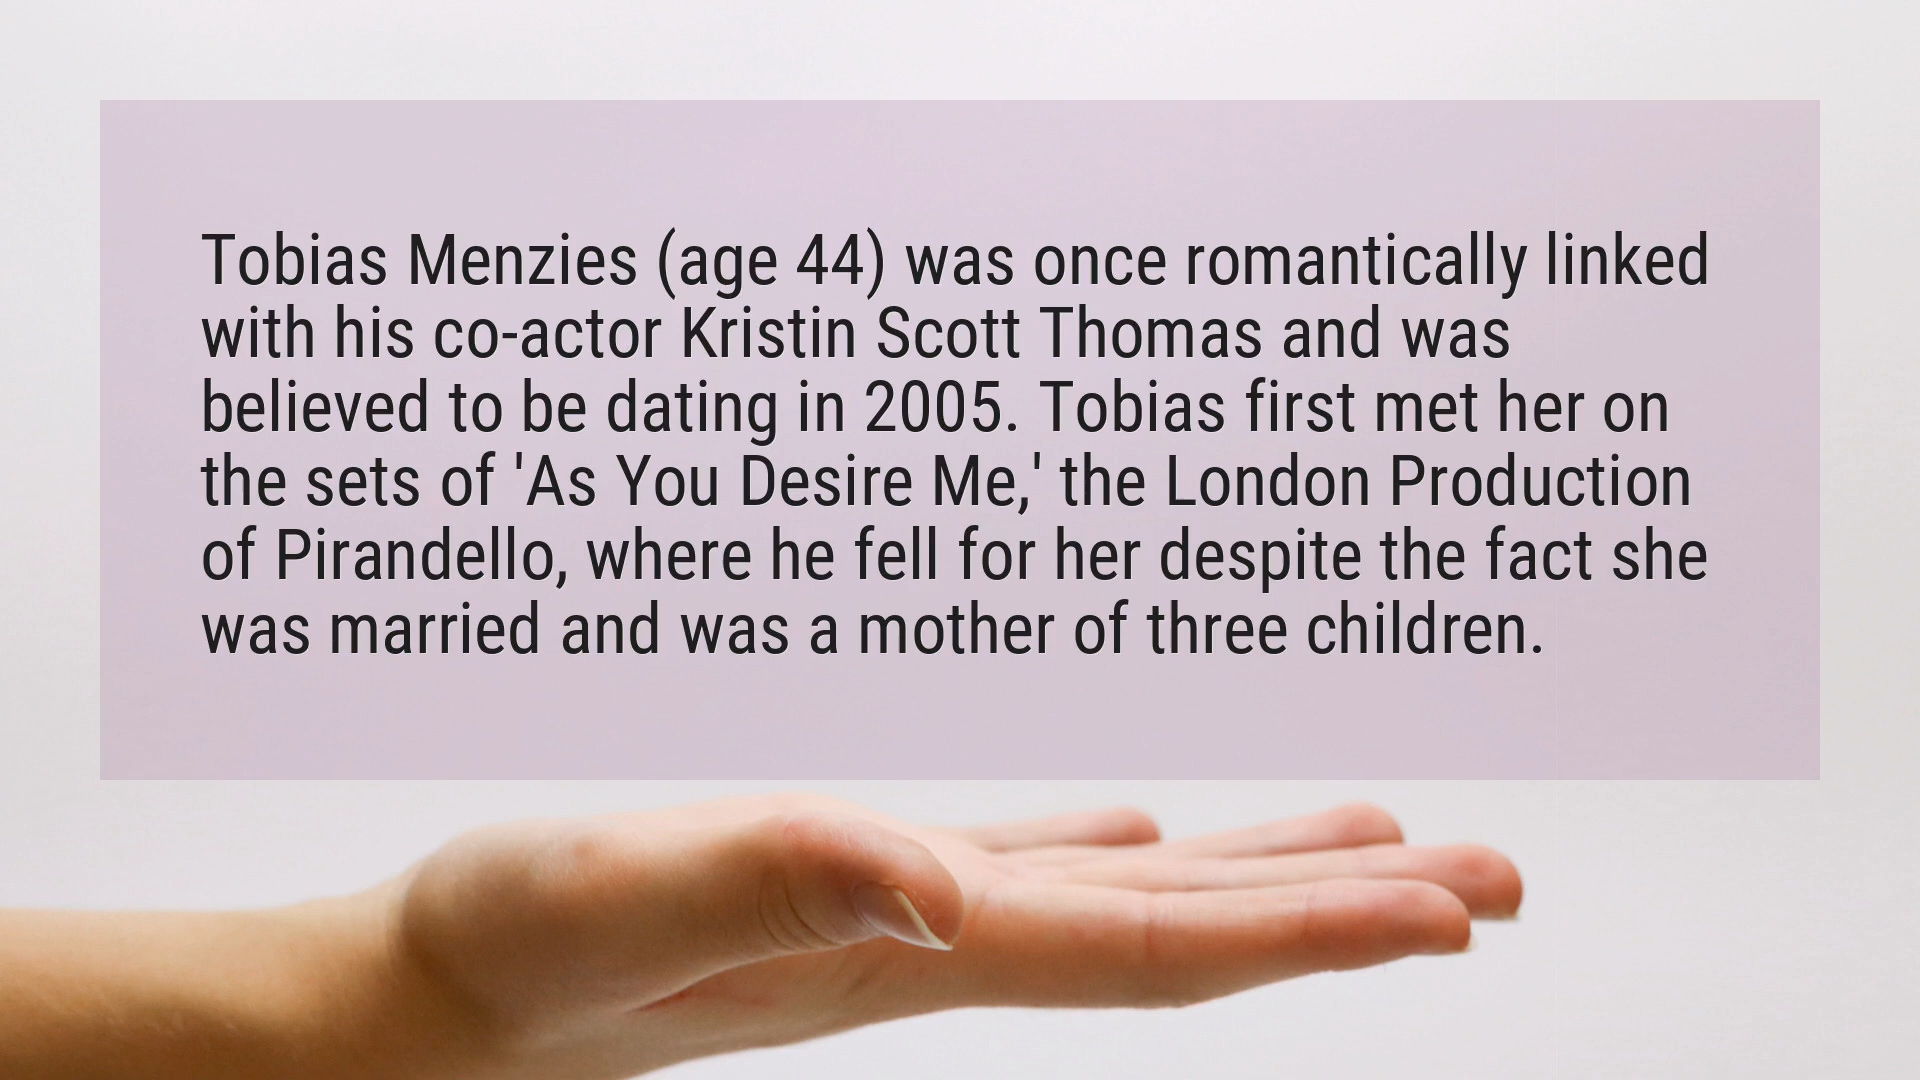 Tobias Menzies (age 44) was once romantically linked
with his co-actor Kristin Scott Thomas and was
believed to be dating in 2005. Tobias first met her on
the sets of 'As You Desire Me,' the London Production
of Pirandello, where he fell for her despite the fact she
was married and was a mother of three children.